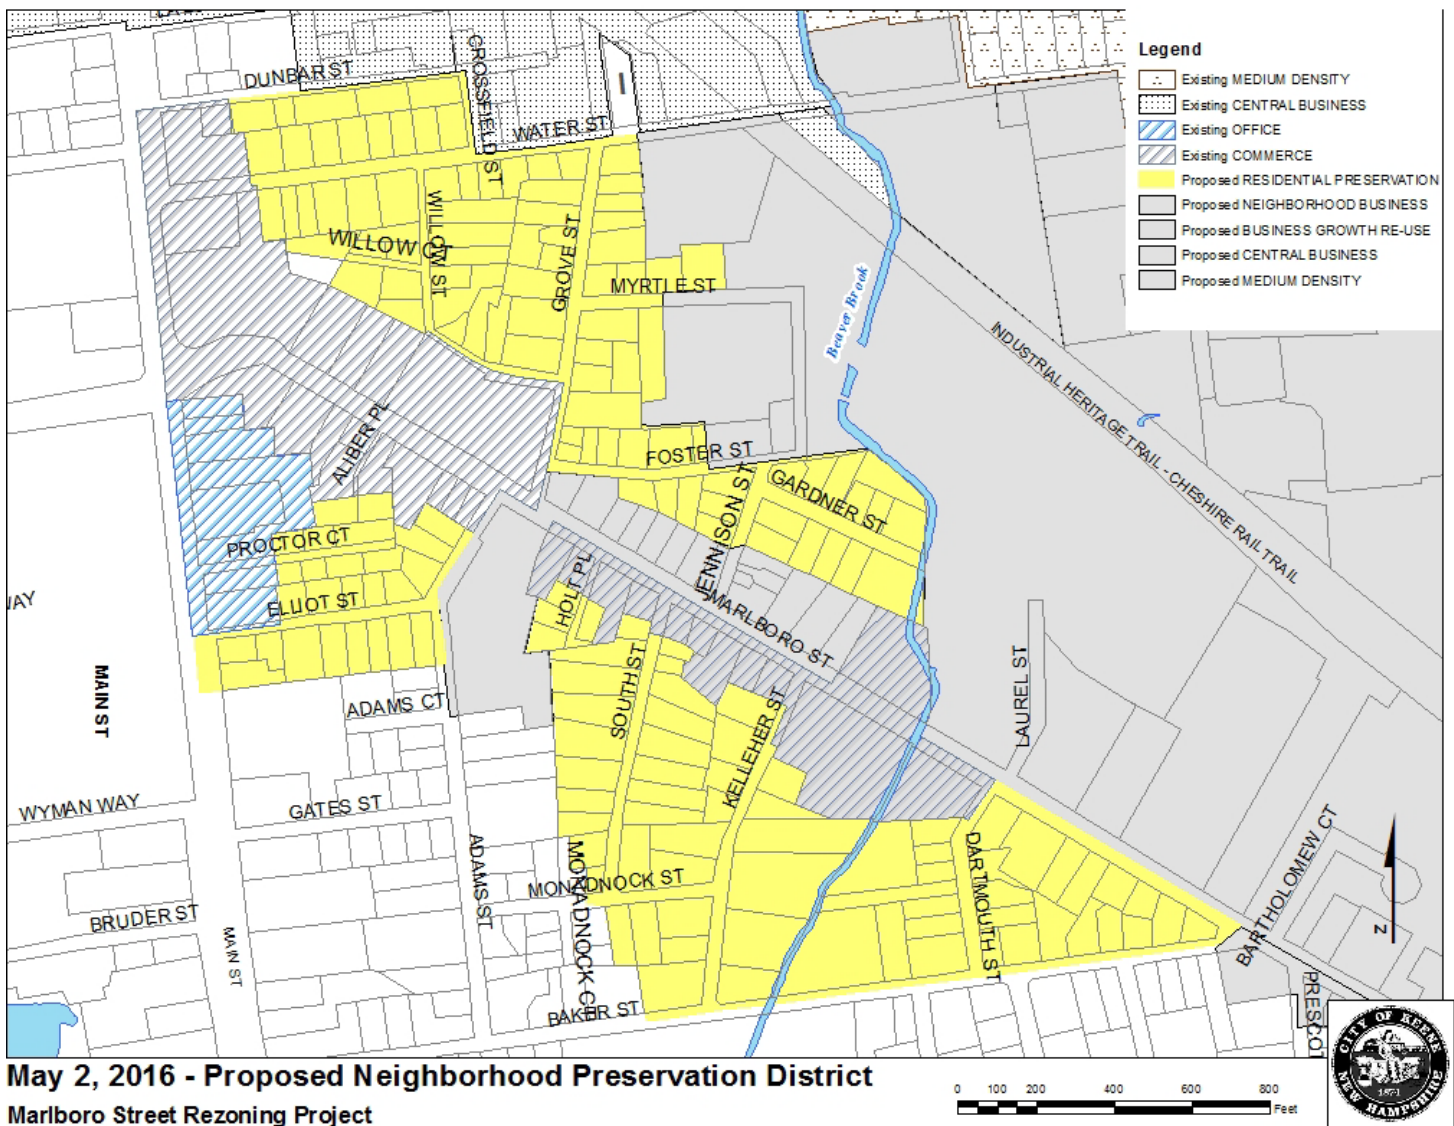 DUNBAR ST
CROSSFIELD ST
WATER ST
I
Legend
Existing MEDIUM DENSITY
Existing CENTRAL BUSINESS
Existing OFFICE
Existing COMMERCE
Proposed RESIDENTIAL PRESERVATION
Proposed NEIGHBORHOOD BUSINESS
Proposed BUSINESS GROWTH RE-USE
Proposed CENTRAL BUSINESS
Proposed MEDIUM DENSITY
WILLOW CT
WILLOW ST
GROVE ST
MYRTLE ST
Beaver Brook
INDUSTRIAL HERITAGE TRAIL - CHESHIRE RAIL TRAIL
ALIBER PL
FOSTER ST
JENNISON ST
GARDNER ST
PROCTOR CT
ELLIOT ST
HOLT PL
MARLBORO ST
SOUTH ST
KELLEHER ST
LAUREL ST
MAIN ST
ADAMS CT
WYMAN WAY
GATES ST
ADAMS ST
MONADNOCK ST
MONADNOCK CT
DARTMOUTH ST
BARTHOLOMEW CT
BRUDER ST
MAIN ST
BAKER ST
N
CITY OF KEENE
1874
NEW HAMPSHIRE
May 2, 2016 - Proposed Neighborhood Preservation District
Marlboro Street Rezoning Project
0 100 200 400 600 800
Feet